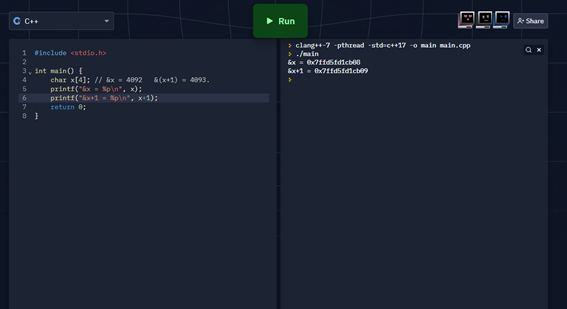 C++
Run
Share
1 #include <stdio.h>
2
3 int main() {
4 char x[4]; // &x = 4092 &(x+1) = 4093.
5 printf("&x = %p\n", x);
6 printf("&x+1 = %p\n", x+1);
7 return 0;
8 }
> clang++-7 -pthread -std=c++17 -o main main.cpp
> ./main
&x = 0x7ffd5fd1cb08
&x+1 = 0x7ffd5fd1cb09
>